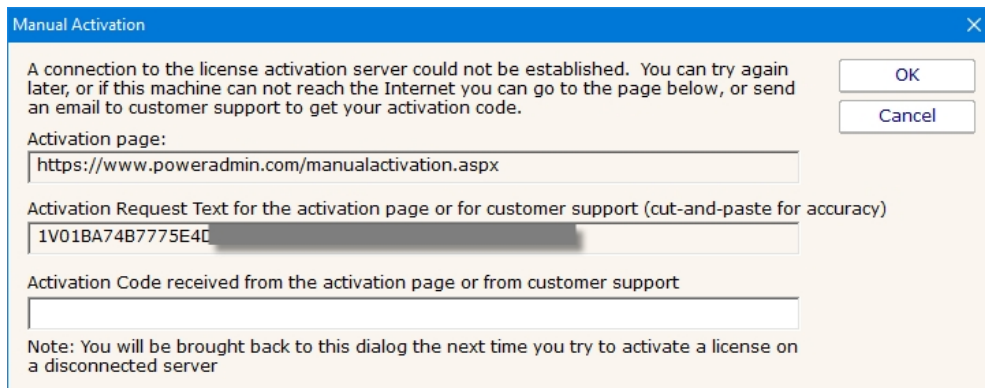 Manual Activation
A connection to the license activation server could not be established.  You can try again
later, or if this machine can not reach the Internet you can go to the page below, or send
an email to customer support to get your activation code.
OK
Cancel
Activation page:
https://www.poweradmin.com/manualactivation.aspx
Activation Request Text for the activation page or for customer support (cut-and-paste for accuracy)
1V01BA74B7775E4
Activation Code received from the activation page or from customer support
Note: You will be brought back to this dialog the next time you try to activate a license on
a disconnected server